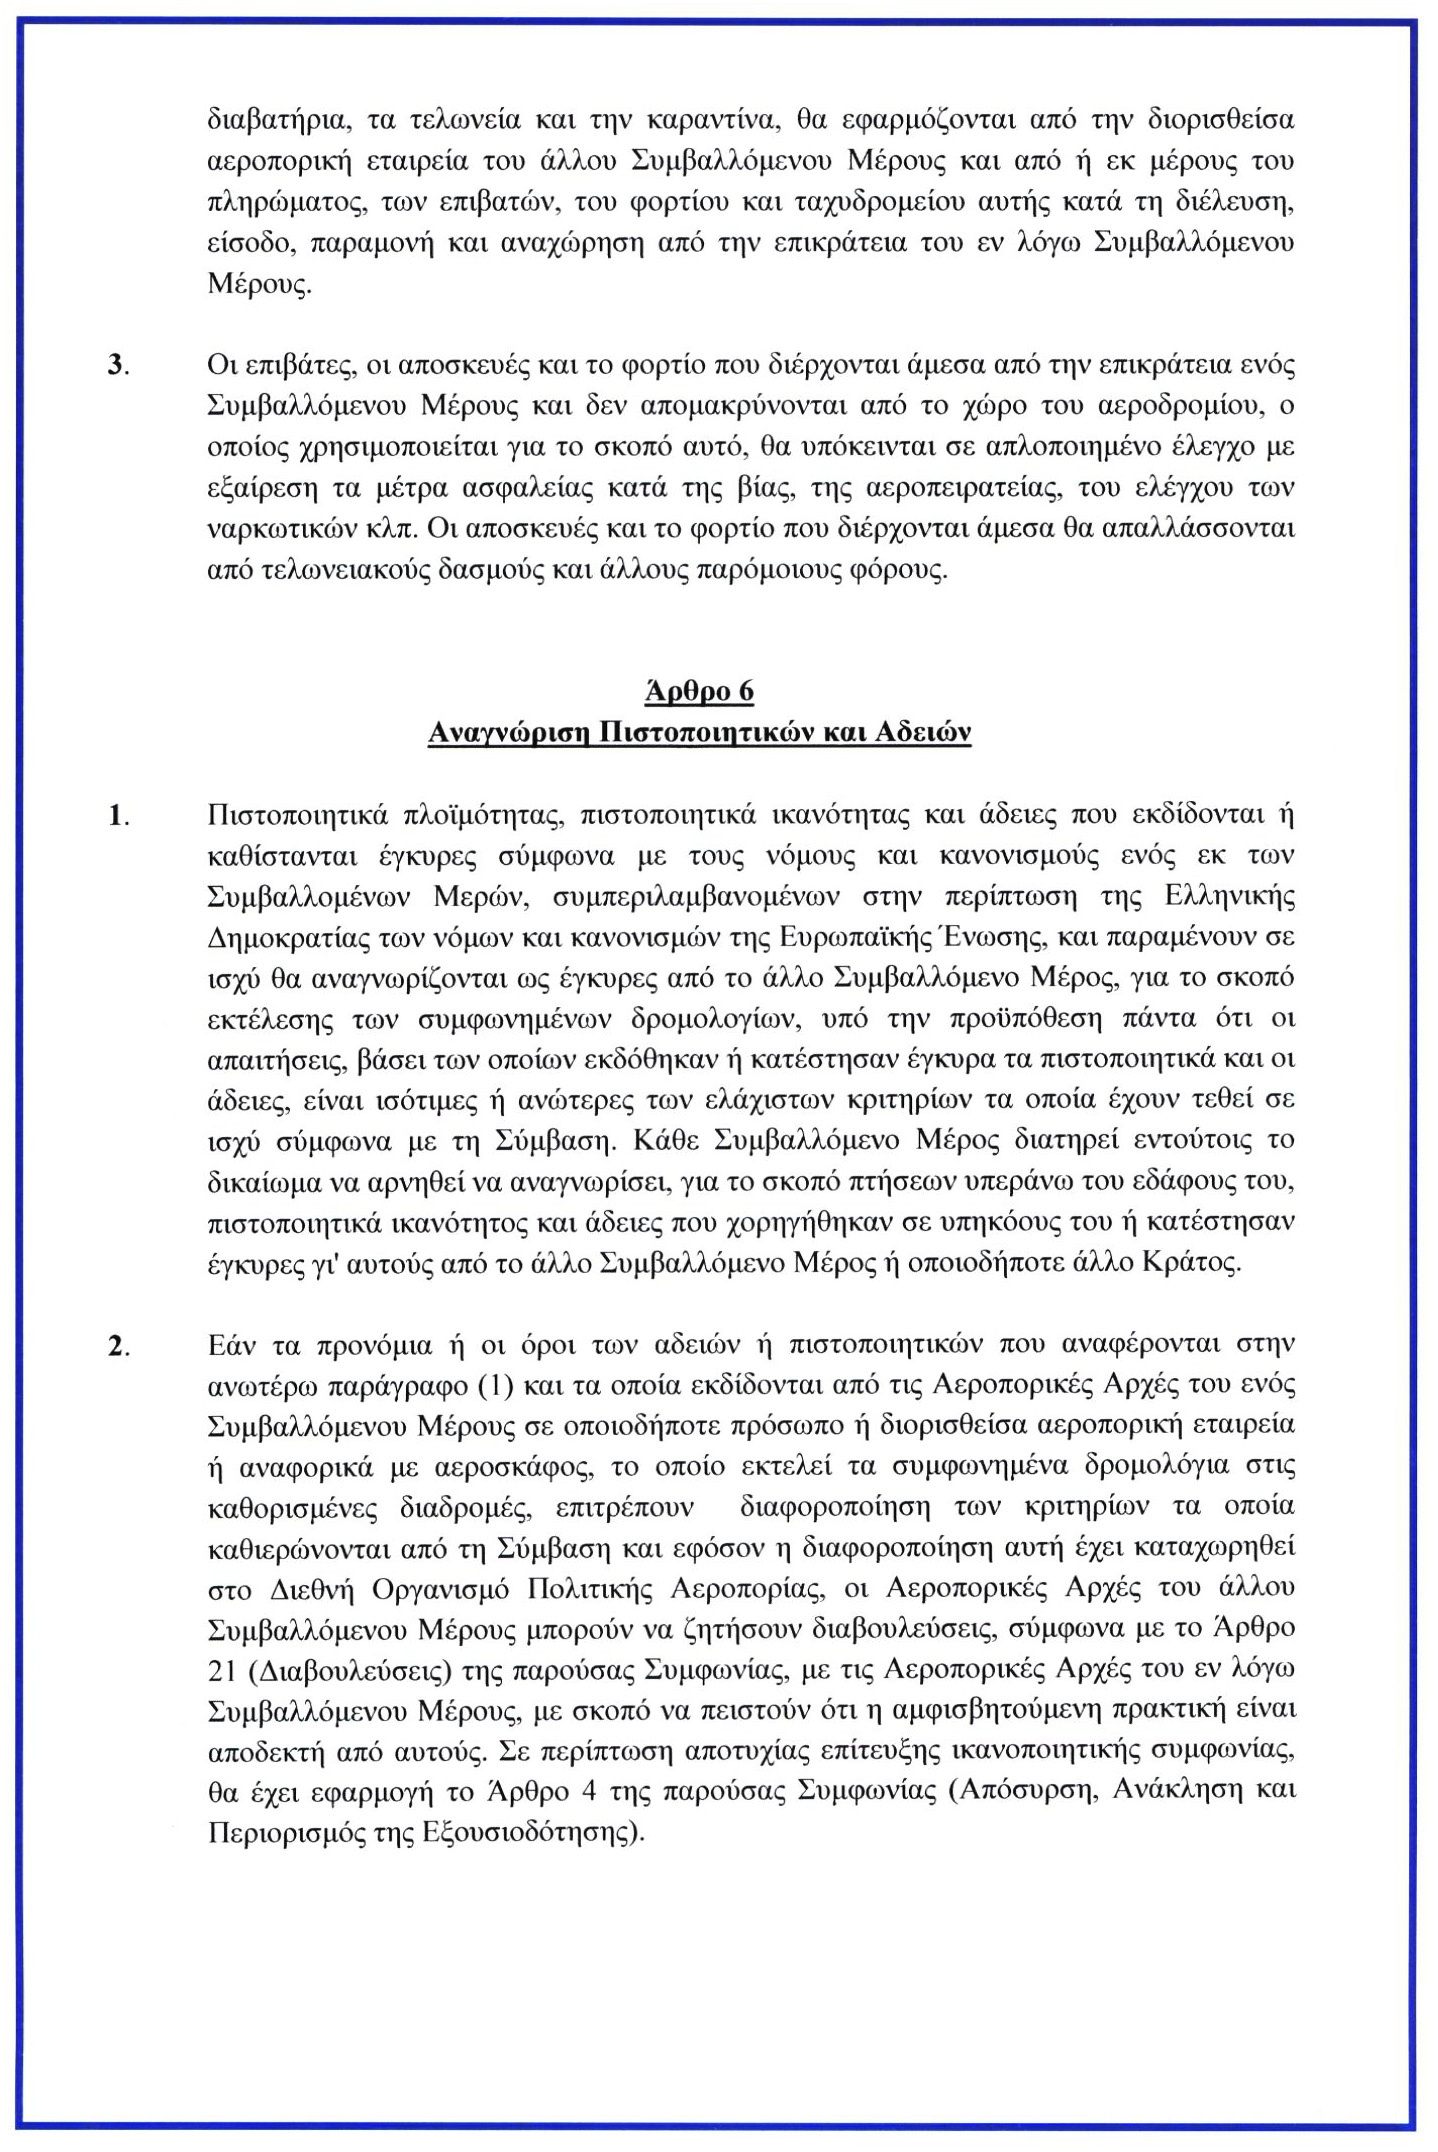 διαβατήρια, τα τελωνεία και την καραντίνα, θα εφαρμόζονται από την διορισθείσα
αεροπορική εταιρεία του άλλου Συμβαλλόμενου Μέρους και από ή εκ μέρους του
πληρώματος, των επιβατών, του φορτίου και ταχυδρομείου αυτής κατά τη διέλευση,
είσοδο, παραμονή και αναχώρηση από την επικράτεια του εν λόγω Συμβαλλόμενου
Μέρους.
3. Οι επιβάτες, οι αποσκευές και το φορτίο που διέρχονται άμεσα από την επικράτεια ενός
Συμβαλλόμενου Μέρους και δεν απομακρύνονται από το χώρο του αεροδρομίου, ο
οποίος χρησιμοποιείται για το σκοπό αυτό, θα υπόκεινται σε απλοποιημένο έλεγχο με
εξαίρεση τα μέτρα ασφαλείας κατά της βίας, της αεροπειρατείας, του ελέγχου των
ναρκωτικών κλπ. Οι αποσκευές και το φορτίο που διέρχονται άμεσα θα απαλλάσσονται
από τελωνειακούς δασμούς και άλλους παρόμοιους φόρους.
Άρθρο 6
Αναγνώριση Πιστοποιητικών και Αδειών
1. Πιστοποιητικά πλοϊμότητας, πιστοποιητικά ικανότητας και άδειες που εκδίδονται ή
καθίστανται έγκυρες σύμφωνα με τους νόμους και κανονισμούς ενός εκ των
Συμβαλλομένων Μερών, συμπεριλαμβανομένων στην περίπτωση της Ελληνικής
Δημοκρατίας των νόμων και κανονισμών της Ευρωπαϊκής Ένωσης, και παραμένουν σε
ισχύ θα αναγνωρίζονται ως έγκυρες από το άλλο Συμβαλλόμενο Μέρος, για το σκοπό
εκτέλεσης των συμφωνημένων δρομολογίων, υπό την προϋπόθεση πάντα ότι οι
απαιτήσεις, βάσει των οποίων εκδόθηκαν ή κατέστησαν έγκυρα τα πιστοποιητικά και οι
άδειες, είναι ισότιμες ή ανώτερες των ελάχιστων κριτηρίων τα οποία έχουν τεθεί σε
ισχύ σύμφωνα με τη Σύμβαση. Κάθε Συμβαλλόμενο Μέρος διατηρεί εντούτοις το
δικαίωμα να αρνηθεί να αναγνωρίσει, για το σκοπό πτήσεων υπεράνω του εδάφους του,
πιστοποιητικά ικανότητος και άδειες που χορηγήθηκαν σε υπηκόους του ή κατέστησαν
έγκυρες γι' αυτούς από το άλλο Συμβαλλόμενο Μέρος ή οποιοδήποτε άλλο Κράτος.
2. Εάν τα προνόμια ή οι όροι των αδειών ή πιστοποιητικών που αναφέρονται στην
ανωτέρω παράγραφο (1) και τα οποία εκδίδονται από τις Αεροπορικές Αρχές του ενός
Συμβαλλόμενου Μέρους σε οποιοδήποτε πρόσωπο ή διορισθείσα αεροπορική εταιρεία
ή αναφορικά με αεροσκάφος, το οποίο εκτελεί τα συμφωνημένα δρομολόγια στις
καθορισμένες διαδρομές, επιτρέπουν διαφοροποίηση των κριτηρίων τα οποία
καθιερώνονται από τη Σύμβαση και εφόσον η διαφοροποίηση αυτή έχει καταχωρηθεί
στο Διεθνή Οργανισμό Πολιτικής Αεροπορίας, οι Αεροπορικές Αρχές του άλλου
Συμβαλλόμενου Μέρους μπορούν να ζητήσουν διαβουλεύσεις, σύμφωνα με το Άρθρο
21 (Διαβουλεύσεις) της παρούσας Συμφωνίας, με τις Αεροπορικές Αρχές του εν λόγω
Συμβαλλόμενου Μέρους, με σκοπό να πειστούν ότι η αμφισβητούμενη πρακτική είναι
αποδεκτή από αυτούς. Σε περίπτωση αποτυχίας επίτευξης ικανοποιητικής συμφωνίας,
θα έχει εφαρμογή το Άρθρο 4 της παρούσας Συμφωνίας (Απόσυρση, Ανάκληση και
Περιορισμός της Εξουσιοδότησης).